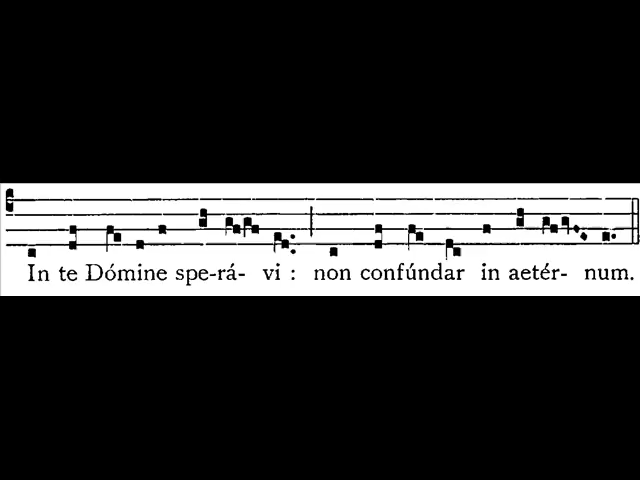 In te Dómine spe-rá- vi : non confúndar in aetér- num.